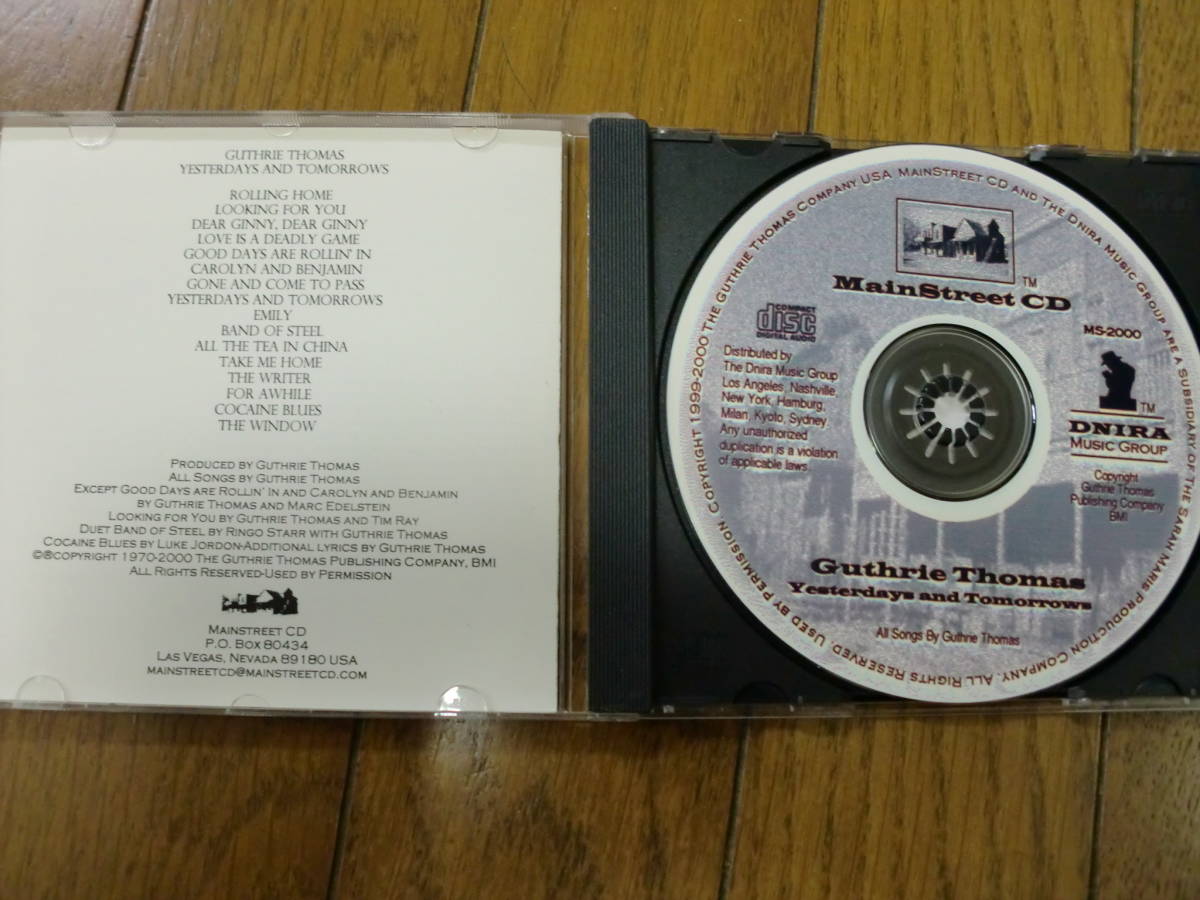 GUTHRIE THOMAS
YESTERDAYS AND TOMORROWS
ROLLING HOME
LOOKING FOR YOU
DEAR GINNY, DEAR GINNY
LOVE IS A DEADLY GAME
GOOD DAYS ARE ROLLIN' IN
CAROLYN AND BENJAMIN
GONE AND COME TO PASS
YESTERDAYS AND TOMORROWS
EMILY
BAND OF STEEL
ALL THE TEA IN CHINA
TAKE ME HOME
THE WRITER
FOR AWHILE
COCAINE BLUES
THE WINDOW
PRODUCED BY GUTHRIE THOMAS
ALL SONGS BY GUTHRIE THOMAS
EXCEPT GOOD DAYS ARE ROLLIN' IN AND CAROLYN AND BENJAMIN
BY GUTHRIE THOMAS AND MARC EDELSTEIN
LOOKING FOR YOU BY GUTHRIE THOMAS AND TIM RAY
DUET BAND OF STEEL BY RINGO STARR WITH GUTHRIE THOMAS
COCAINE BLUES BY LUKE JORDON-ADDITIONAL LYRICS BY GUTHRIE THOMAS
©®COPYRIGHT 1970-2000 THE GUTHRIE THOMAS PUBLISHING COMPANY, BMI
ALL RIGHTS RESERVED-USED BY PERMISSION
MAINSTREET CD
P.O. BOX 80434
LAS VEGAS, NEVADA 89180 USA
MAINSTREETCD@MAINSTREETCD.COM
COPYRIGHT 1999-2000 THE GUTHRIE THOMAS COMPANY USA MAINSTREET CD AND THE DNIRA MUSIC GROUP ARE A SUBSIDIARY OF THE SARAH MARIS PRODUCTION COMPANY. ALL RIGHTS RESERVED. USED BY PERMISSION.
TM
MainStreet CD
COMPACT
disc
DIGITAL AUDIO
Distributed by
The Dnira Music Group
Los Angeles, Nashville,
New York, Hamburg,
Milan, Kyoto, Sydney.
Any unauthorized
duplication is a violation
of applicable laws.
MS-2000
TM
DNIRA
MUSIC GROUP
Copyright
Guthrie Thomas
Publishing Company
BMI
Guthrie Thomas
Yesterdays and Tomorrows
All Songs By Guthrie Thomas